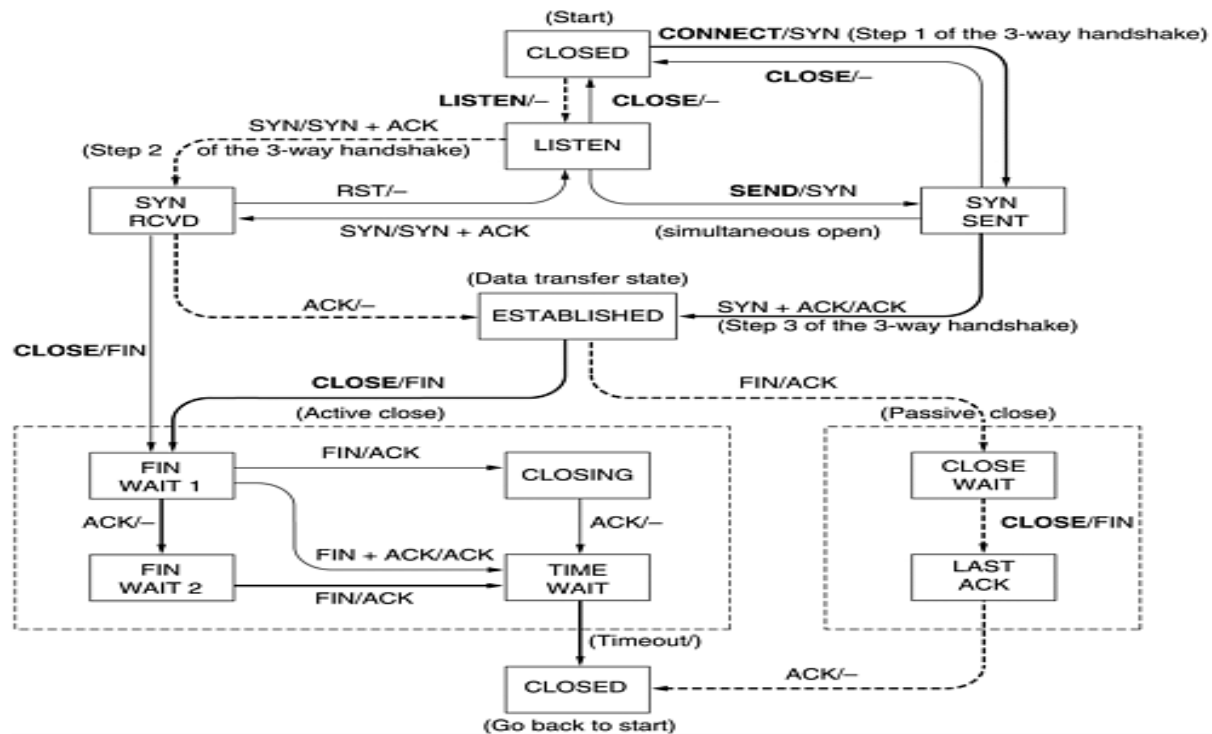 (Start)
CLOSED
CONNECT/SYN (Step 1 of the 3-way handshake)
CLOSE/–
LISTEN/–
CLOSE/–
SYN/SYN + ACK
(Step 2 of the 3-way handshake)
LISTEN
RST/–
SEND/SYN
SYN
RCVD
SYN
SENT
SYN/SYN + ACK
(simultaneous open)
(Data transfer state)
ACK/–
ESTABLISHED
SYN + ACK/ACK
(Step 3 of the 3-way handshake)
CLOSE/FIN
CLOSE/FIN
FIN/ACK
(Active close)
(Passive close)
FIN
WAIT 1
FIN/ACK
CLOSING
CLOSE
WAIT
ACK/–
ACK/–
CLOSE/FIN
FIN + ACK/ACK
FIN
WAIT 2
FIN/ACK
TIME
WAIT
LAST
ACK
(Timeout/)
CLOSED
ACK/–
(Go back to start)